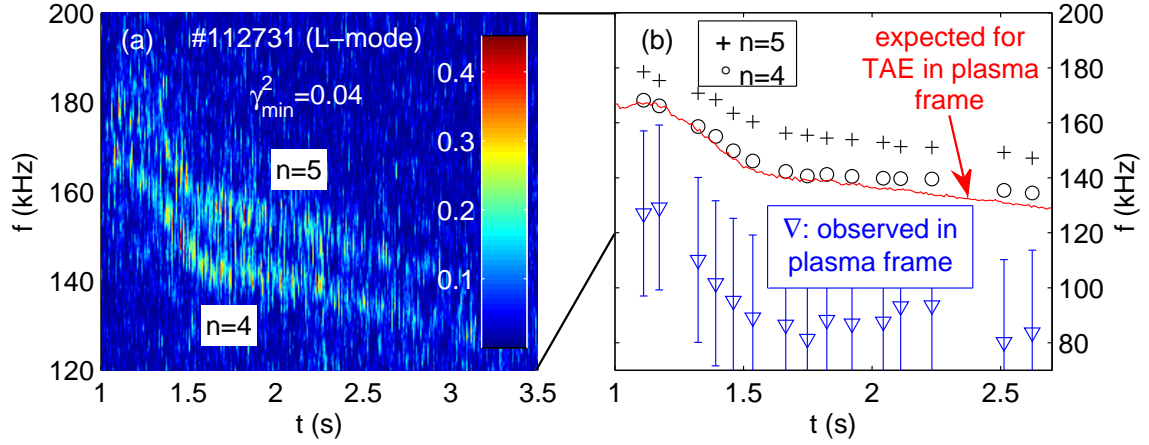 (a) #112731 (L−mode)
γ²min=0.04
n=5
n=4
0.4
0.3
0.2
0.1
200
180
160
140
120
f (kHz)
1 1.5 2 2.5 3 3.5
t (s)
(b)
+ n=5
○ n=4
expected for
TAE in plasma
frame
∇: observed in
plasma frame
200
180
160
140
120
100
80
f (kHz)
1 1.5 2 2.5
t (s)